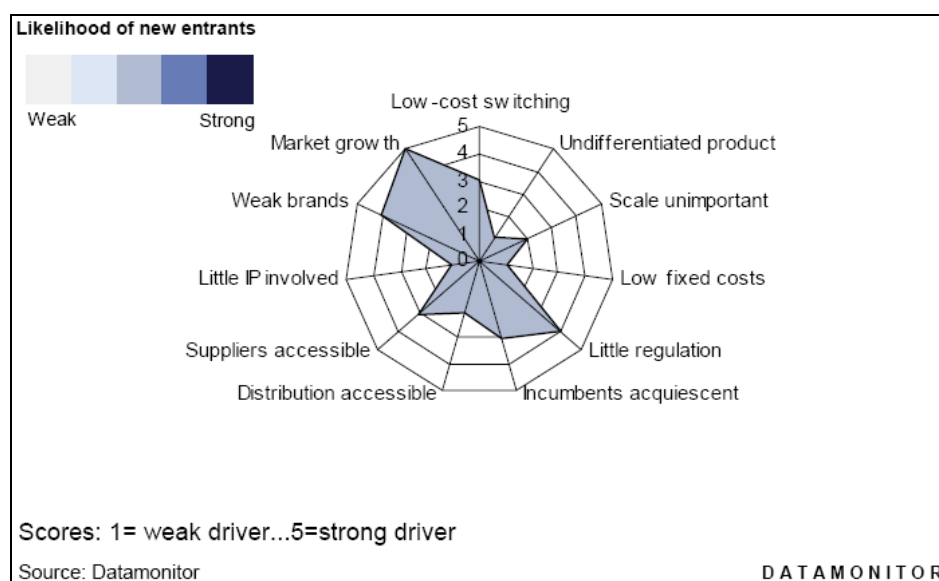 Likelihood of new entrants
Weak
Strong
Low-cost switching
Undifferentiated product
Scale unimportant
Low fixed costs
Little regulation
Incumbents acquiescent
Distribution accessible
Suppliers accessible
Little IP involved
Weak brands
Market growth
5
4
3
2
1
0
Scores: 1= weak driver...5=strong driver
Source: Datamonitor
DATAMONITOR